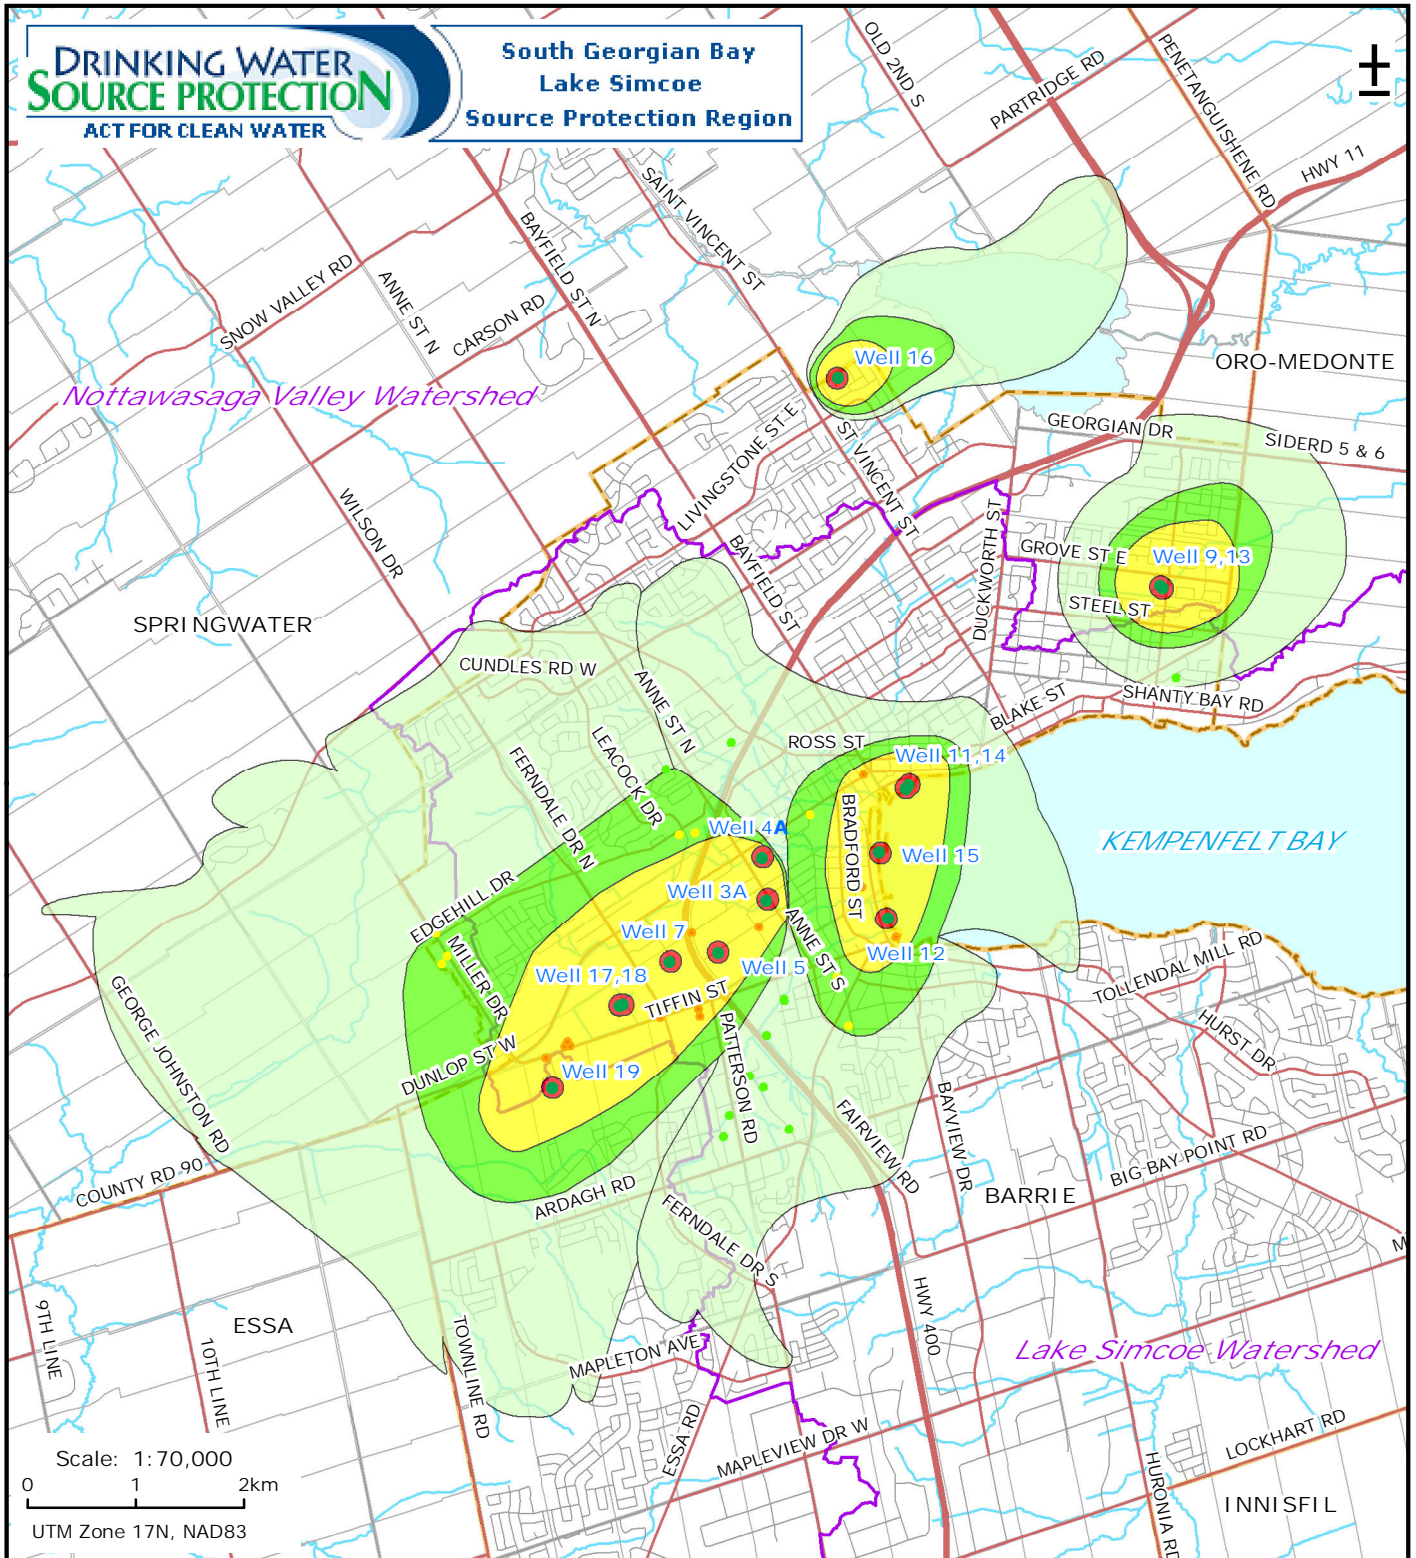 DRINKING WATER
SOURCE PROTECTION
ACT FOR CLEAN WATER
South Georgian Bay
Lake Simcoe
Source Protection Region
OLD 2ND S
PARTRIDGE RD
PENETANGUISHENE RD
HWY 11
SAINT VINCENT ST
BAYFIELD ST N
SNOW VALLEY RD
ANNE ST N
CARSON RD
Well 16
ORO-MEDONTE
Nottawasaga Valley Watershed
GEORGIAN DR
SIDERD 5 & 6
LIVINGSTONE ST E
ST VINCENT ST
WILSON DR
BAYFIELD ST
DUCKWORTH ST
GROVE ST E
Well 9,13
STEEL ST
SPRINGWATER
CUNDLES RD W
ANNE ST N
SHANTY BAY RD
BLAKE ST
LEACOCK DR
FERNDALE DR N
ROSS ST
Well 11,14
BRADFORD ST
Well 4A
Well 15
KEMPENFELT BAY
Well 3A
EDGEHILL DR
ANNE ST S
Well 7
Well 12
MILLER DR
Well 17,18
Well 5
TIFFIN ST
TOLLENDAL MILL RD
GEORGE JOHNSTON RD
PATTERSON RD
HURST DR
DUNLOP ST W
Well 19
FAIRVIEW RD
BAYVIEW DR
COUNTY RD 90
ARDAGH RD
BARRIE
BIG BAY POINT RD
FERNDALE DR S
M
9TH LINE
ESSA
10TH LINE
TOWNLINE RD
HWY 400
MAPLETON AVE
Lake Simcoe Watershed
ESSA RD
MAPLEVIEW DR W
LOCKHART RD
HURONIA RD
INNISFIL
Scale: 1:70,000
0 1 2km
UTM Zone 17N, NAD83